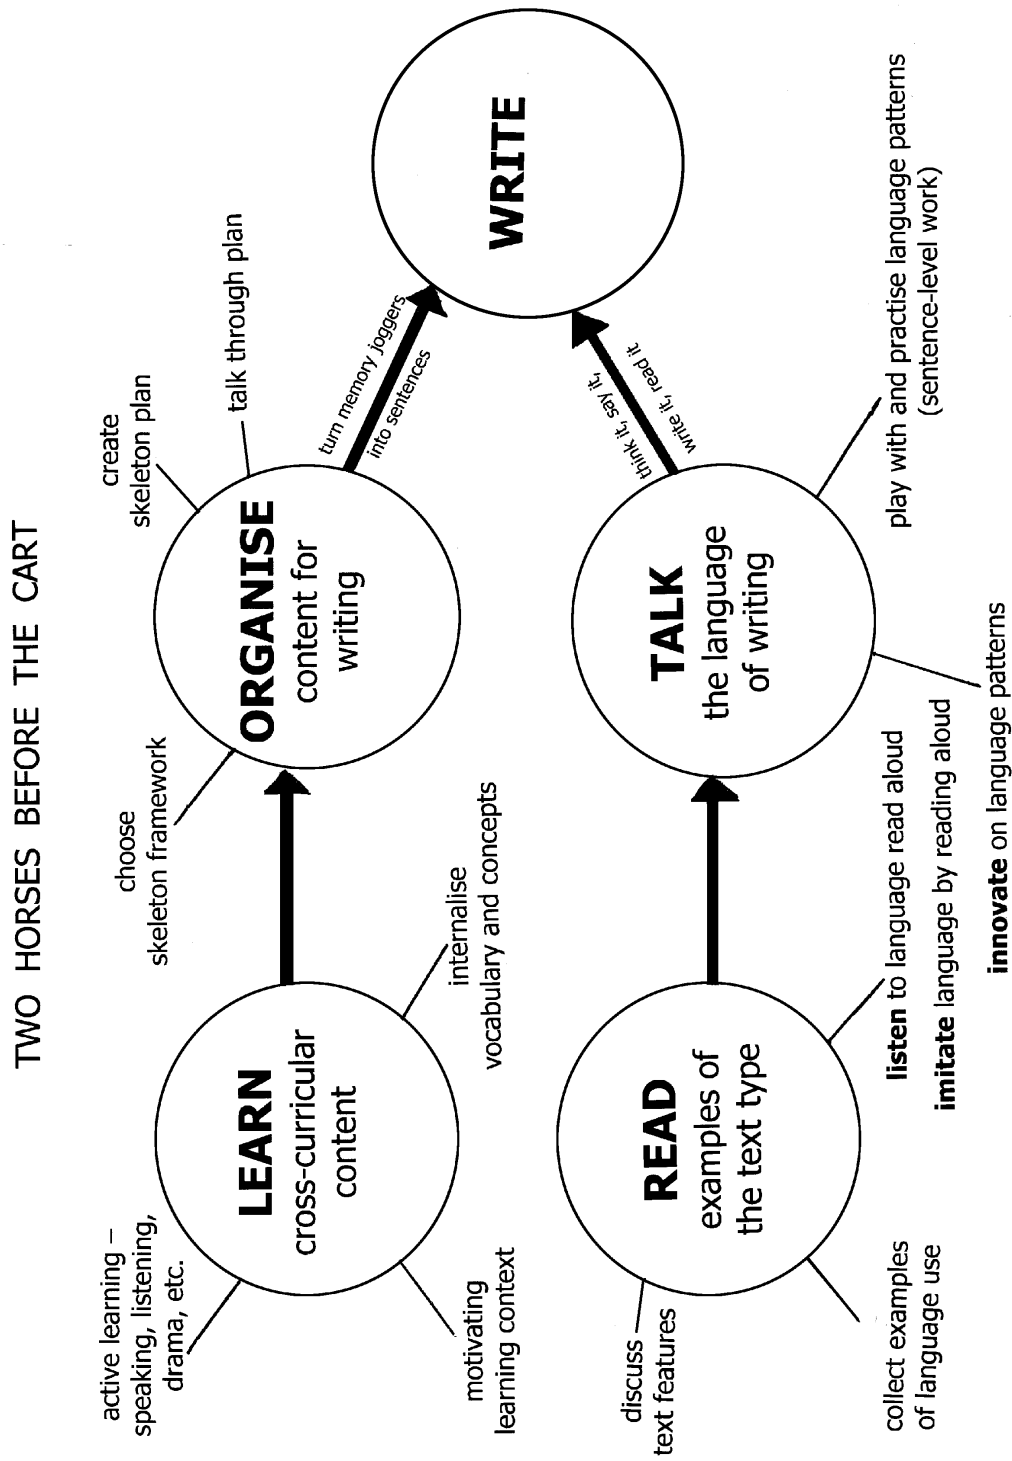 TWO HORSES BEFORE THE CART
active learning –
speaking, listening,
drama, etc.
LEARN
cross-curricular
content
motivating
learning context
internalise
vocabulary and concepts
choose
skeleton framework
ORGANISE
content for
writing
create
skeleton plan
talk through plan
turn memory joggers
into sentences
discuss
text features
READ
examples of
the text type
collect examples
of language use
listen to language read aloud
imitate language by reading aloud
innovate on language patterns
TALK
the language
of writing
play with and practise language patterns
(sentence-level work)
think it, say it,
write it, read it
WRITE